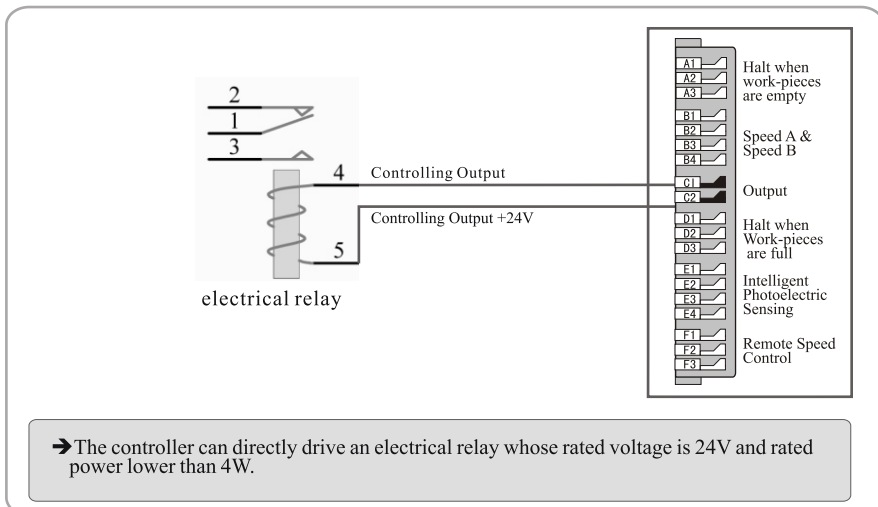 2
1
3
4
5
electrical relay
Controlling Output
Controlling Output +24V
A1
A2
A3
Halt when
work-pieces
are empty
B1
B2
B3
B4
Speed A &
Speed B
C1
C2
Output
D1
D2
D3
Halt when
Work-pieces
are full
E1
E2
E3
E4
Intelligent
Photoelectric
Sensing
F1
F2
F3
Remote Speed
Control
➔The controller can directly drive an electrical relay whose rated voltage is 24V and rated
power lower than 4W.